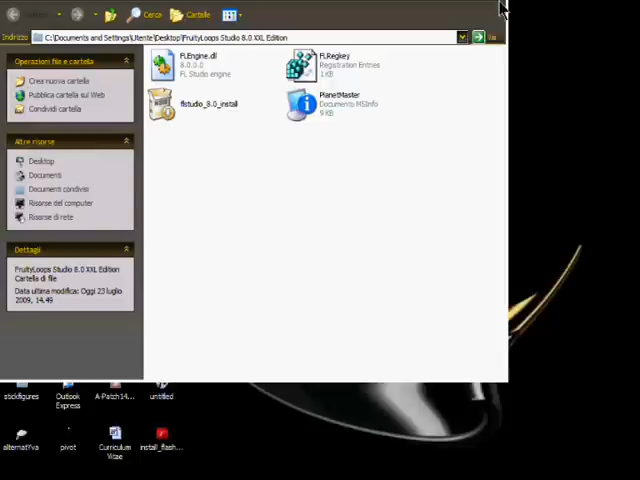 Cerca
Cartelle
Indirizzo
C:\Documents and Settings\Utente\Desktop\FruityLoops Studio 8.0 XXL Edition
Vai
Operazioni file e cartella
Crea nuova cartella
Pubblica cartella sul Web
Condividi cartella
Altre risorse
Desktop
Documenti
Documenti condivisi
Risorse del computer
Risorse di rete
Dettagli
FruityLoops Studio 8.0 XXL Edition
Cartella di file
Data ultima modifica: Oggi 23 luglio
2009, 14.49
FLEngine.dll
8.0.0.0
FL Studio engine
FLRegkey
Registration Entries
1 KB
flstudio_8.0_install
PlanetMaster
Documento MSInfo
9 KB
stickfigures
Outlook
Express
A-Patch14...
untitled
alternatYva
pivot
Curriculum
Vitae
install_flash...